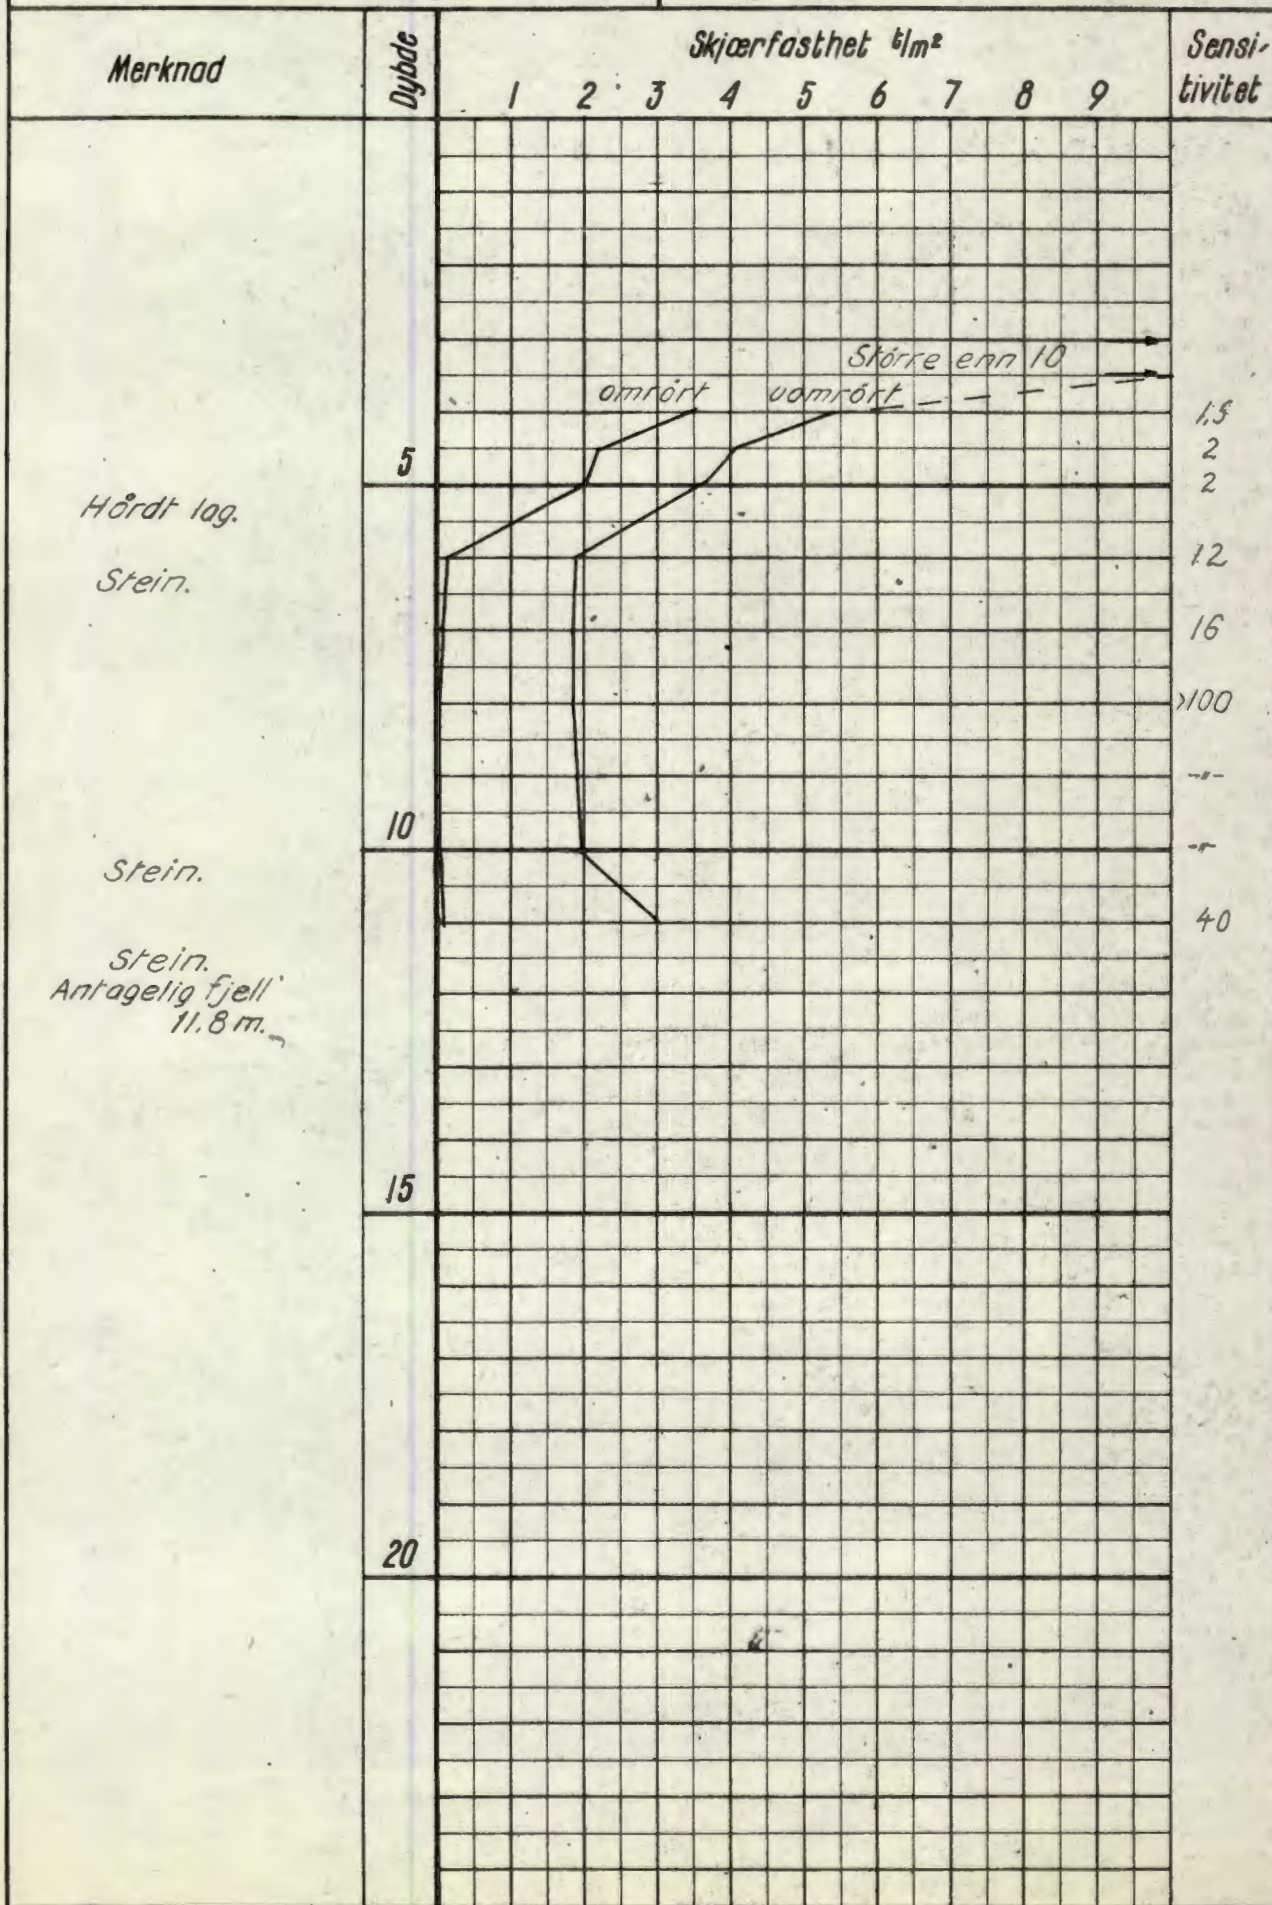 Merknad
Dybde
Skjærfasthet t/m²
Sensi-
tivitet
1 2 3 4 5 6 7 8 9
Större enn 10
omrört uomrört
1.5
2
5
2
Hårdt lag.
12
Stein.
16
>100
-"-
10
-"-
Stein.
40
Stein.
Antagelig fjell
11.8 m.
15
20